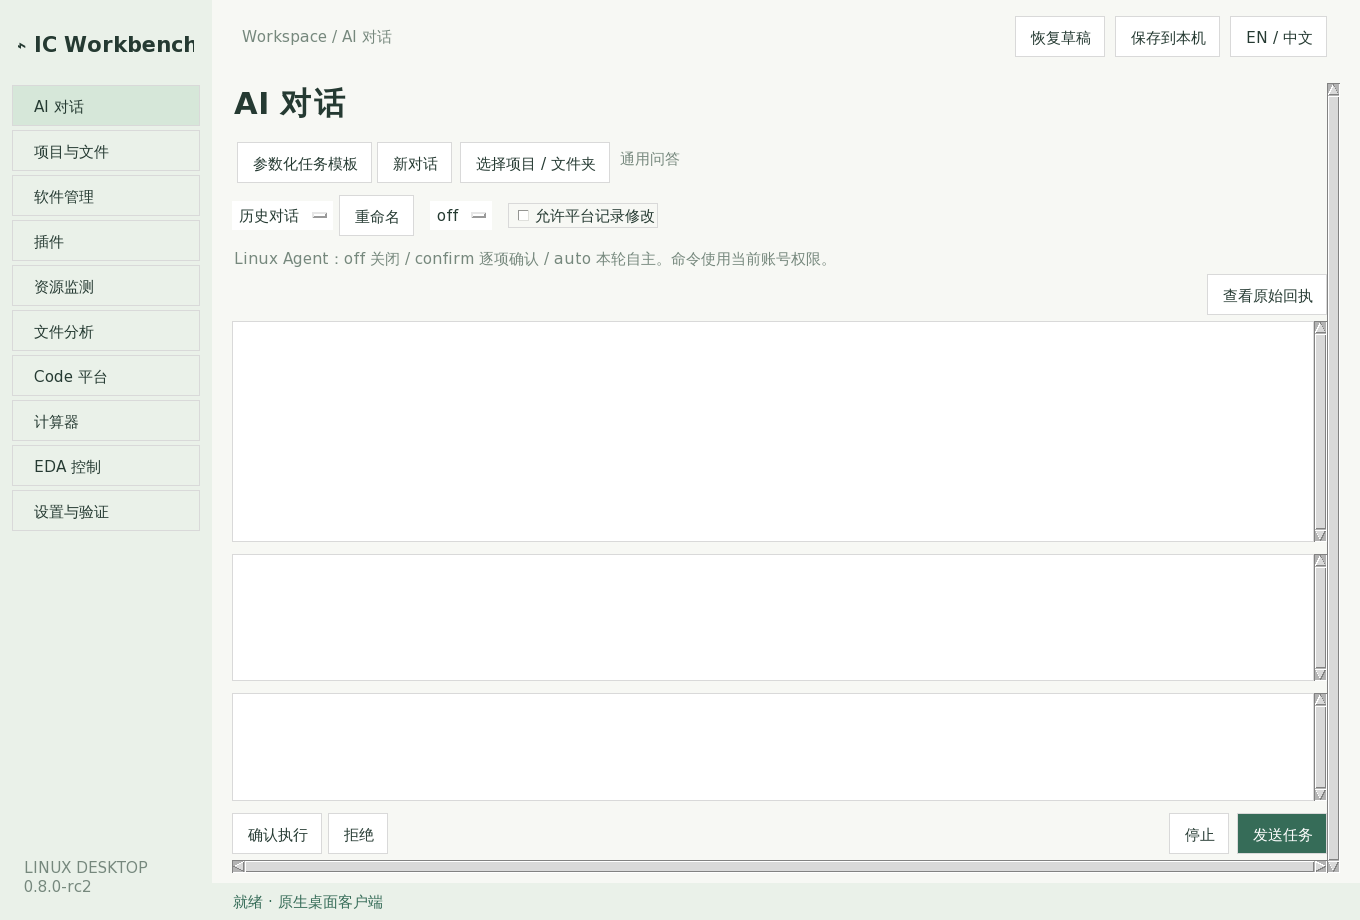 IC Workbench
Workspace / AI 对话
恢复草稿
保存到本机
EN / 中文
AI 对话
项目与文件
软件管理
插件
资源监测
文件分析
Code 平台
计算器
EDA 控制
设置与验证
AI 对话
参数化任务模板
新对话
选择项目 / 文件夹
通用问答
历史对话
重命名
off
允许平台记录修改
Linux Agent：off 关闭 / confirm 逐项确认 / auto 本轮自主。命令使用当前账号权限。
查看原始回执
确认执行
拒绝
停止
发送任务
LINUX DESKTOP
0.8.0-rc2
就绪 · 原生桌面客户端